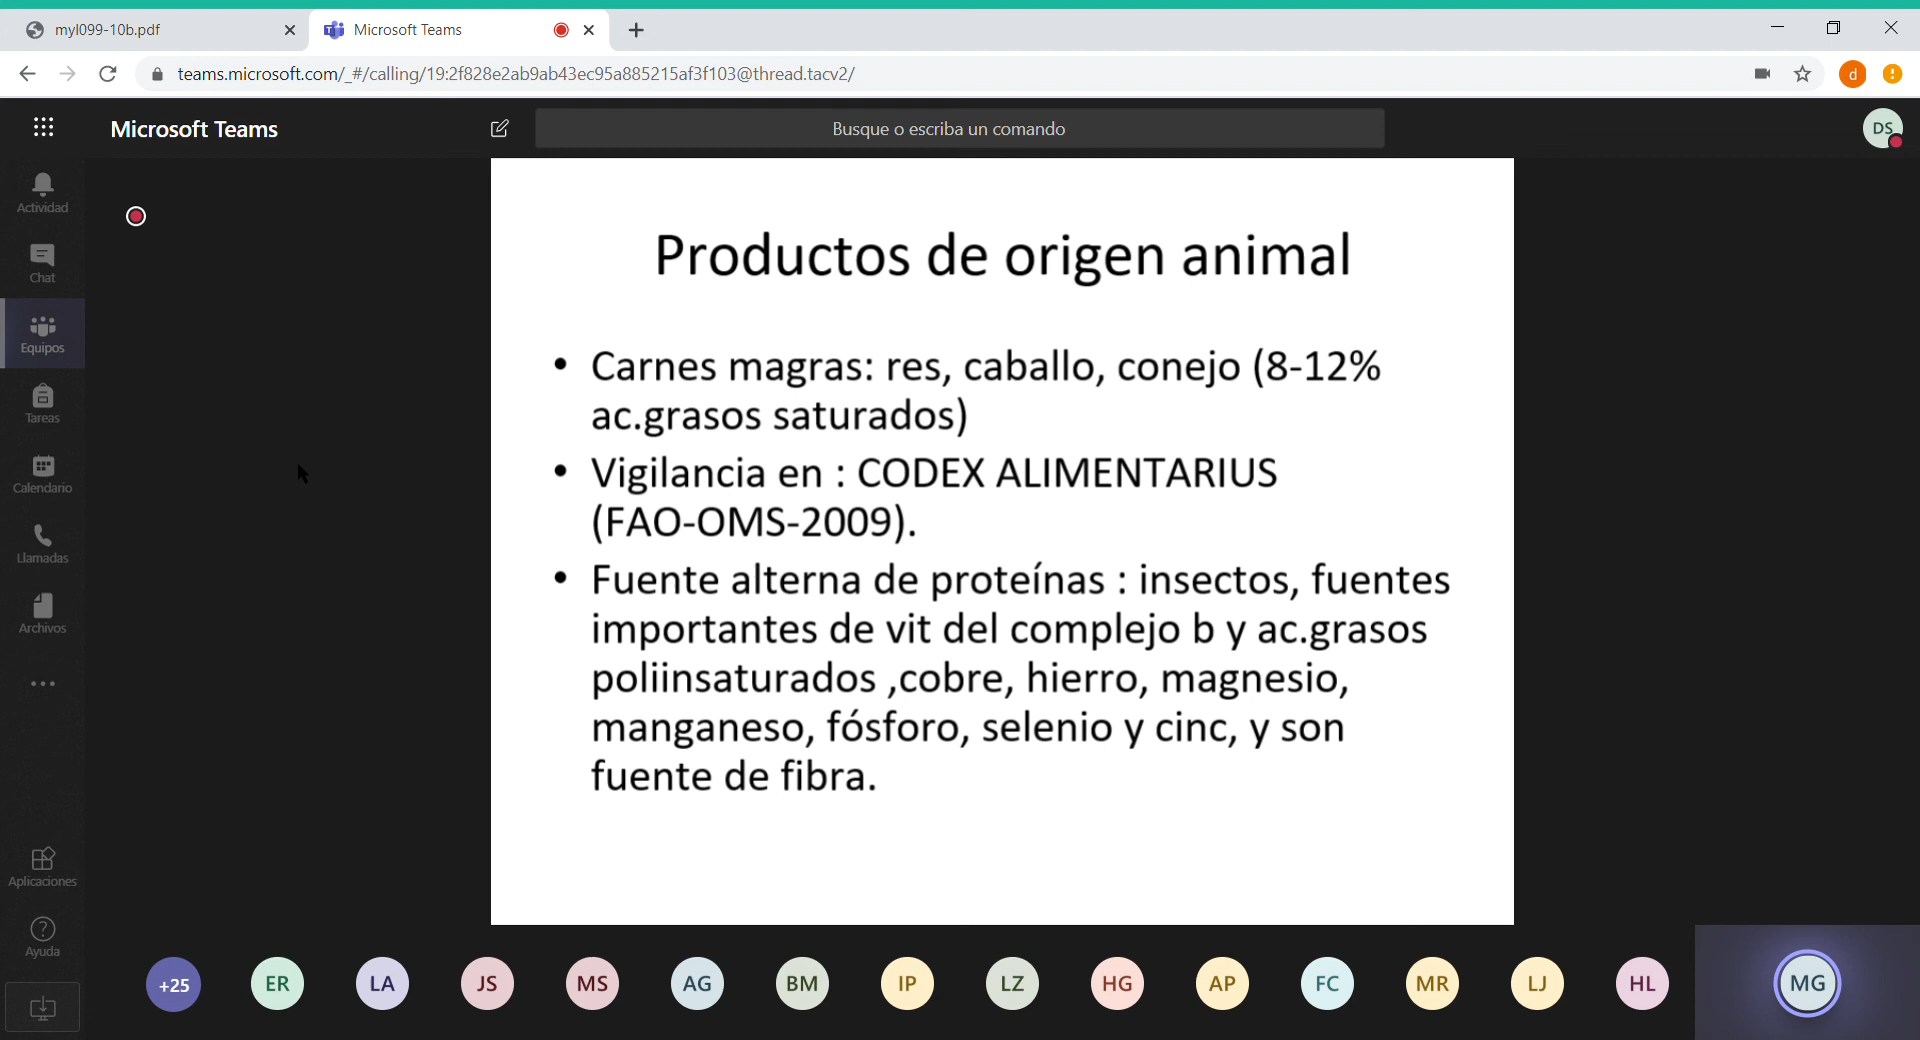 myl099-10b.pdf
Microsoft Teams
teams.microsoft.com/_#/calling/19:2f828e2ab9ab43ec95a885215af3f103@thread.tacv2/
d
Microsoft Teams
Busque o escriba un comando
DS
Actividad
Chat
Equipos
Tareas
Calendario
Llamadas
Archivos
Aplicaciones
Ayuda
Productos de origen animal
• Carnes magras: res, caballo, conejo (8-12%
ac.grasos saturados)
• Vigilancia en : CODEX ALIMENTARIUS
(FAO-OMS-2009).
• Fuente alterna de proteínas : insectos, fuentes
importantes de vit del complejo b y ac.grasos
poliinsaturados ,cobre, hierro, magnesio,
manganeso, fósforo, selenio y cinc, y son
fuente de fibra.
+25 ER LA JS MS AG BM IP LZ HG AP FC MR LJ HL MG